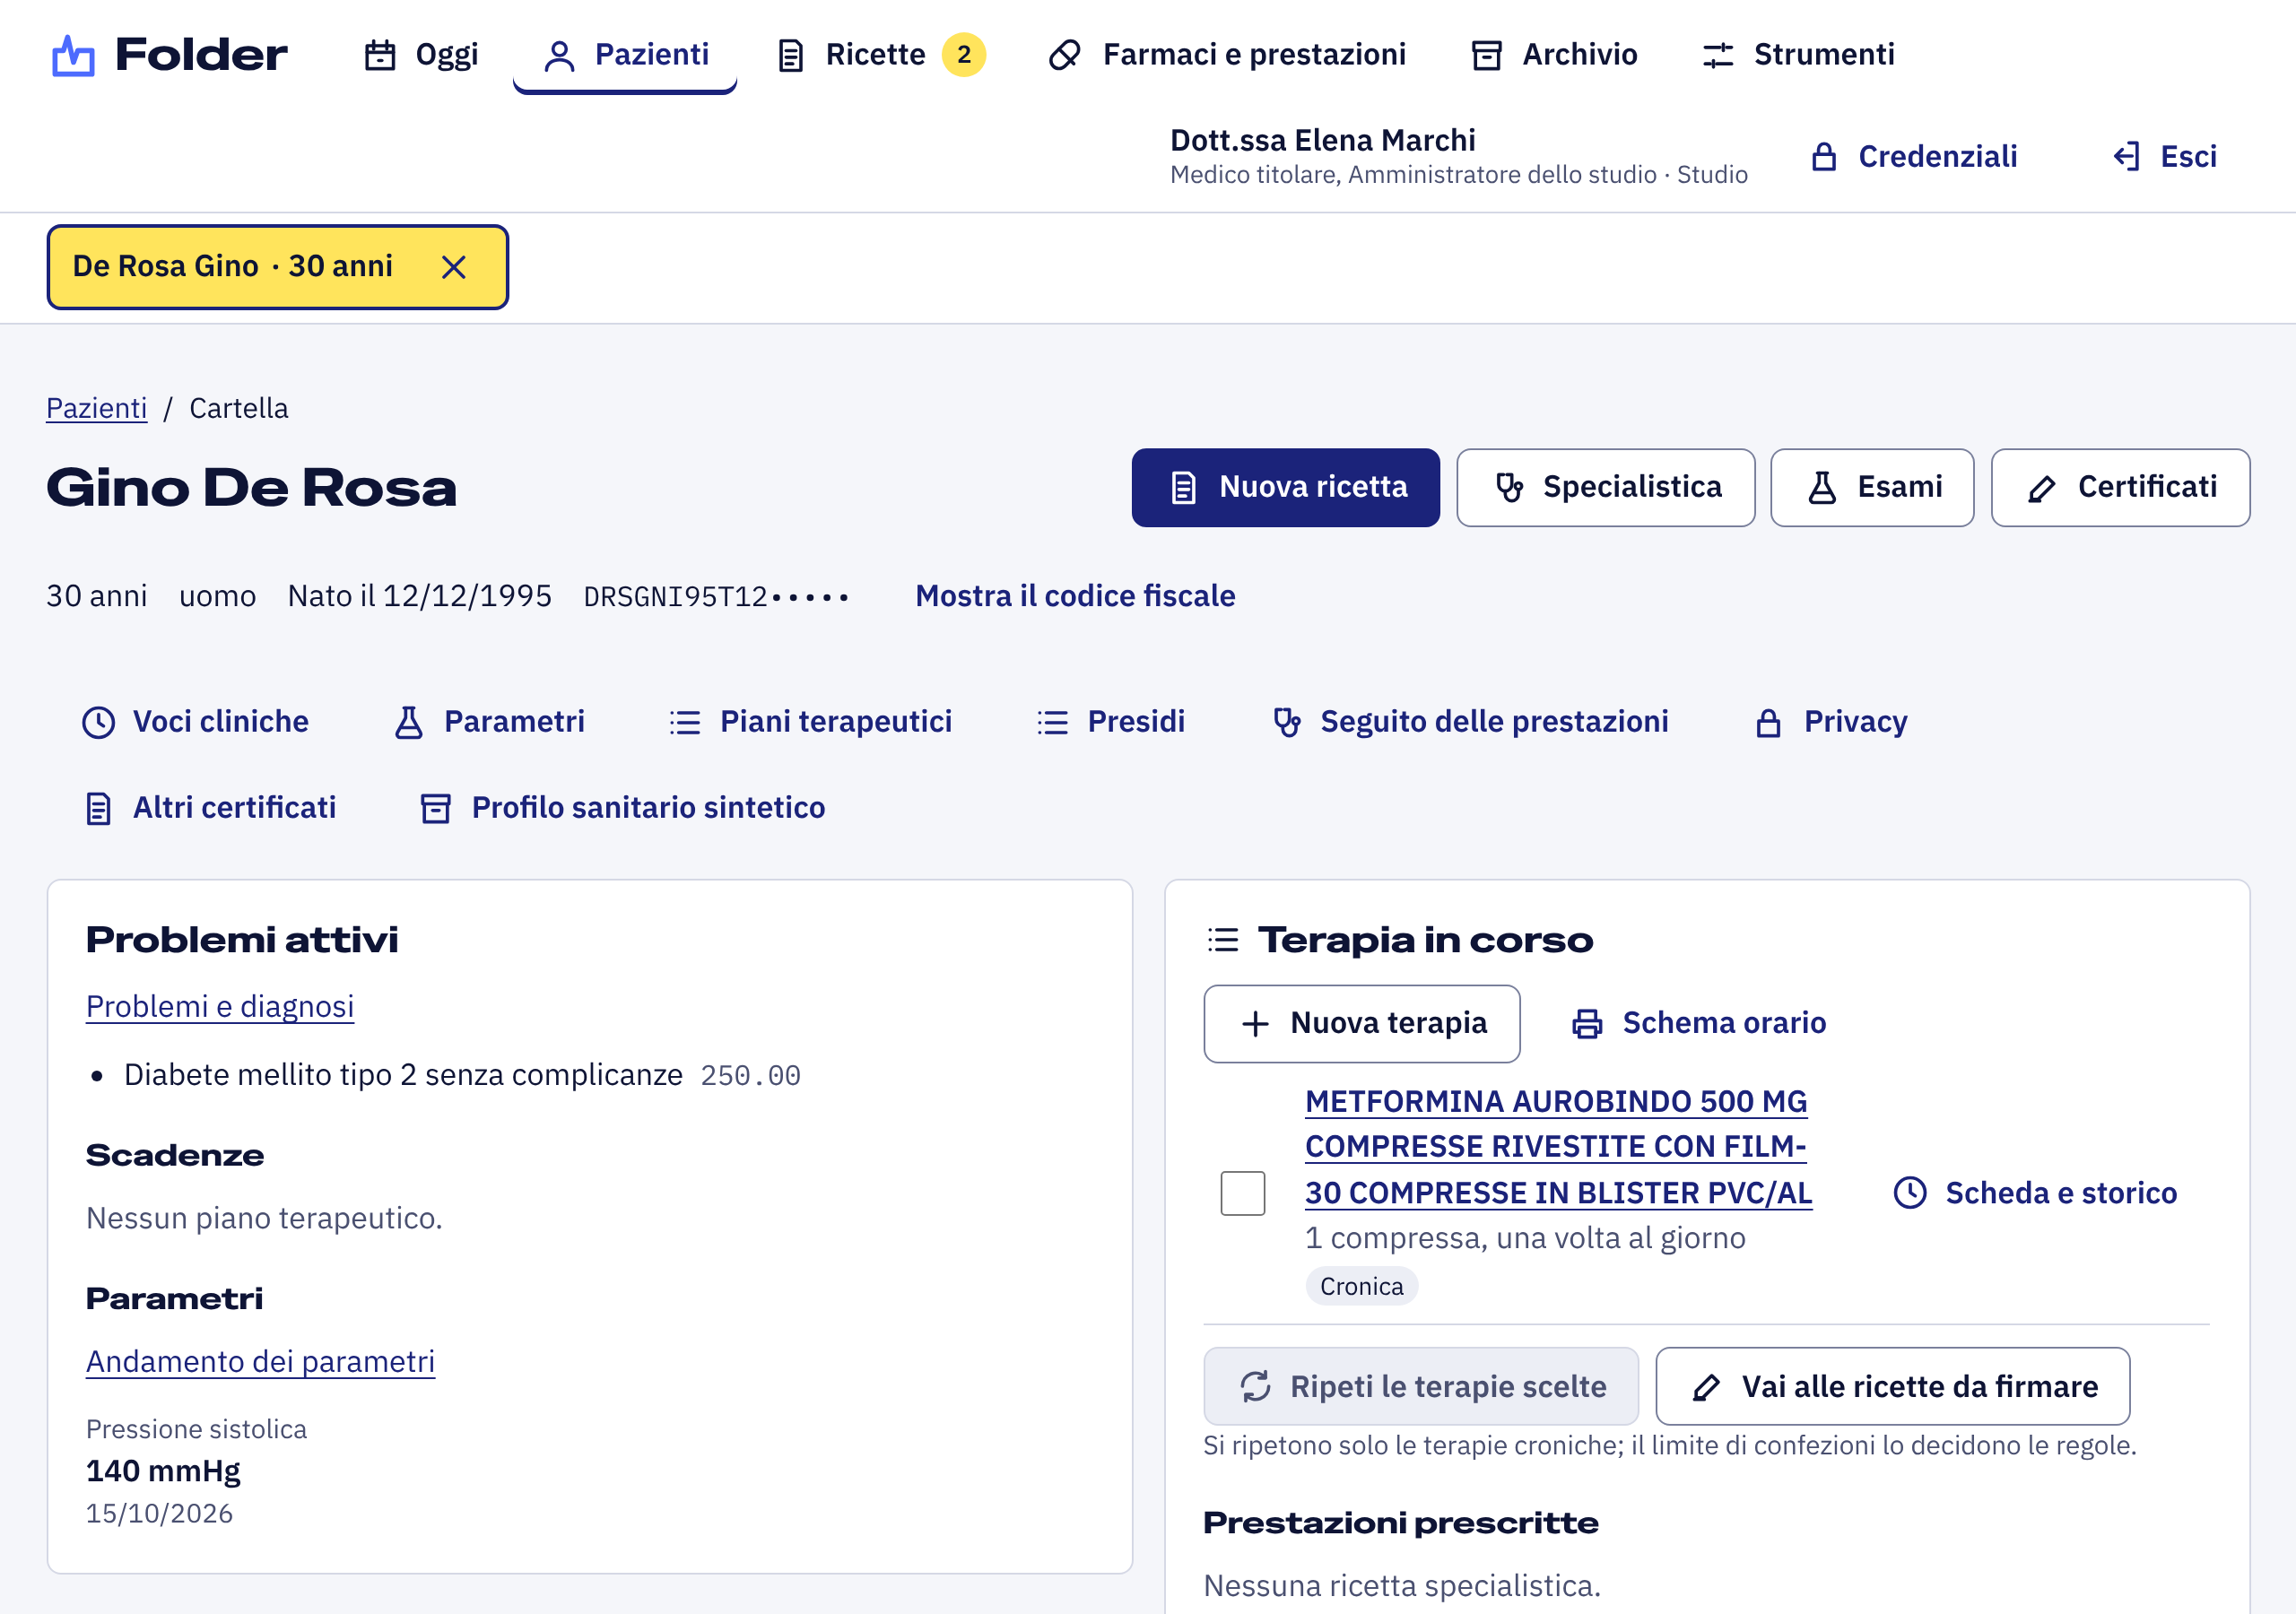 Folder
Oggi
Pazienti
Ricette 2
Farmaci e prestazioni
Archivio
Strumenti
Dott.ssa Elena Marchi
Medico titolare, Amministratore dello studio · Studio
Credenziali
Esci
De Rosa Gino · 30 anni
Pazienti / Cartella
Gino De Rosa
Nuova ricetta
Specialistica
Esami
Certificati
30 anni uomo Nato il 12/12/1995 DRSGNI95T12••••• Mostra il codice fiscale
Voci cliniche
Parametri
Piani terapeutici
Presidi
Seguito delle prestazioni
Privacy
Altri certificati
Profilo sanitario sintetico
Problemi attivi
Problemi e diagnosi
• Diabete mellito tipo 2 senza complicanze 250.00
Scadenze
Nessun piano terapeutico.
Parametri
Andamento dei parametri
Pressione sistolica
140 mmHg
15/10/2026
Terapia in corso
Nuova terapia
Schema orario
METFORMINA AUROBINDO 500 MG
COMPRESSE RIVESTITE CON FILM-
30 COMPRESSE IN BLISTER PVC/AL
1 compressa, una volta al giorno
Cronica
Scheda e storico
Ripeti le terapie scelte
Vai alle ricette da firmare
Si ripetono solo le terapie croniche; il limite di confezioni lo decidono le regole.
Prestazioni prescritte
Nessuna ricetta specialistica.